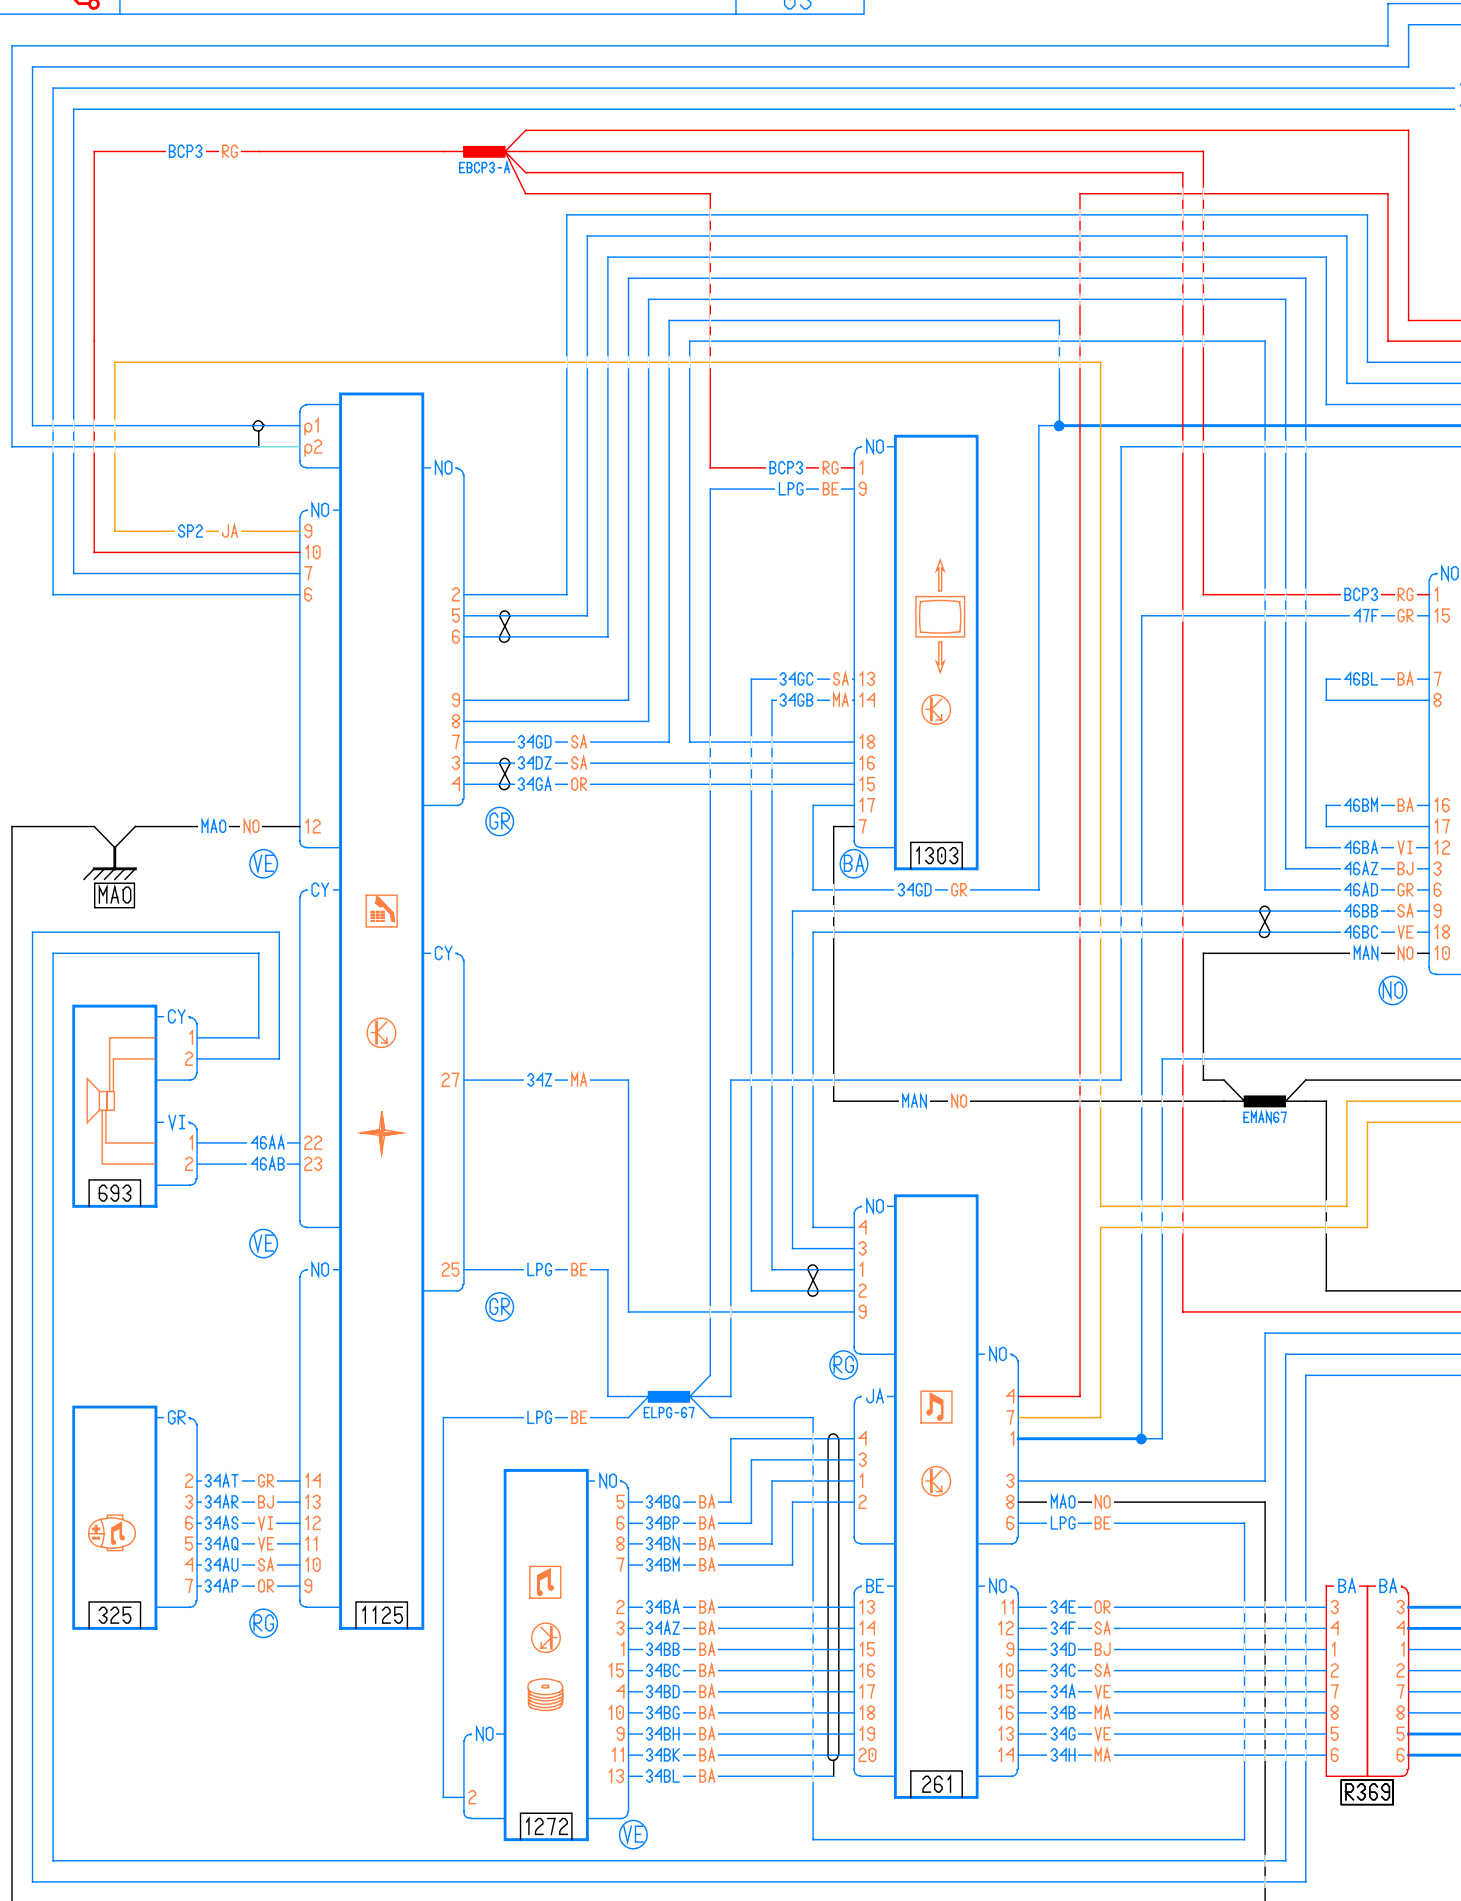 BCP3 RG
EBCP3-A
p1
p2
NO
NO
BCP3 RG 1
LPG BE 9
NO
SP2 JA 9
10
7
6
NO
BCP3 RG 1
47F GR 15
2
5
6
34GC SA 13
34GB MA 14
46BL BA 7
8
9
8
7 34GD SA
18
3 34DZ SA
16
4 34GA OR
15
17
7
46BM BA 16
17
GR
MAO NO 12
VE
BA
1303
46BA VI 12
46AZ BJ 3
46AD GR 6
46BB SA 9
46BC VE 18
MAN NO 10
NO
MAO
34GD GR
CY
CY
CY
1
2
27 34Z MA
MAN NO
EMAN67
VI
1 46AA 22
2 46AB 23
693
VE
NO
4
3
1
2
9
NO
25 LPG BE
GR
RG
NO
4
7
1
3
8 MAO NO
6 LPG BE
LPG BE
ELPG-67
JA
4
3
1
2
GR
2 34AT GR 14
3 34AR BJ 13
6 34AS VI 12
5 34AQ VE 11
4 34AU SA 10
7 34AP OR 9
325
RG
1125
NO
5 34BQ BA
6 34BP BA
8 34BN BA
7 34BM BA
BE
NO
BA BA
2 34BA BA 13
3 34AZ BA 14
1 34BB BA 15
15 34BC BA 16
4 34BD BA 17
10 34BG BA 18
9 34BH BA 19
11 34BK BA 20
13 34BL BA
11 34E OR 3 3
12 34F SA 4 4
9 34D BJ 1 1
10 34C SA 2 2
15 34A VE 7 7
16 34B MA 8 8
13 34G VE 5 5
14 34H MA 6 6
NO
2
1272
VE
261
R369